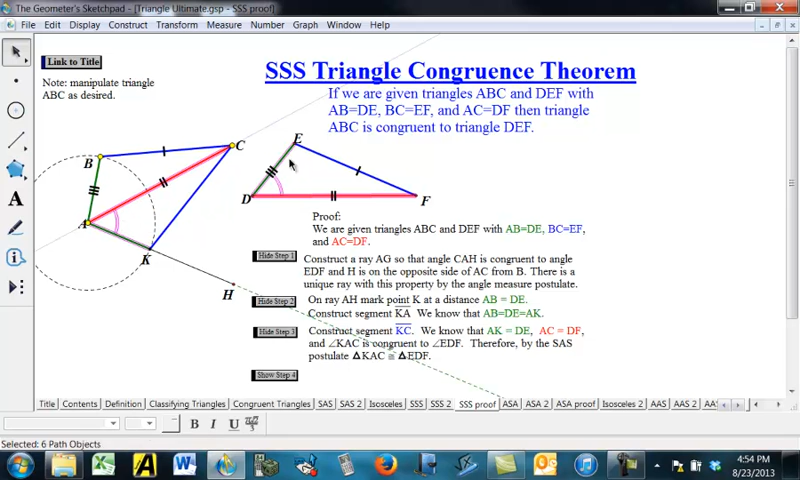 The Geometer's Sketchpad - [Triangle Ultimate.gsp - SSS proof]
File Edit Display Construct Transform Measure Number Graph Window Help
Link to Title
Note: manipulate triangle
ABC as desired.
SSS Triangle Congruence Theorem
If we are given triangles ABC and DEF with
AB=DE, BC=EF, and AC=DF then triangle
ABC is congruent to triangle DEF.
B
C
A
K
H
E
D
F
Proof:
We are given triangles ABC and DEF with AB=DE, BC=EF,
and AC=DF.
Hide Step 1
Construct a ray AG so that angle CAH is congruent to angle
EDF and H is on the opposite side of AC from B. There is a
unique ray with this property by the angle measure postulate.
Hide Step 2
On ray AH mark point K at a distance AB = DE.
Construct segment KA. We know that AB=DE=AK.
Hide Step 3
Construct segment KC. We know that AK = DE, AC = DF,
and ∠KAC is congruent to ∠EDF. Therefore, by the SAS
postulate ΔKAC ≅ ΔEDF.
Show Step 4
Title Contents Definition Classifying Triangles Congruent Triangles SAS SAS 2 Isosceles SSS SSS 2 SSS proof ASA ASA 2 ASA proof Isosceles 2 AAS AAS 2 AAS
B I U
Selected: 6 Path Objects
4:54 PM
8/23/2013